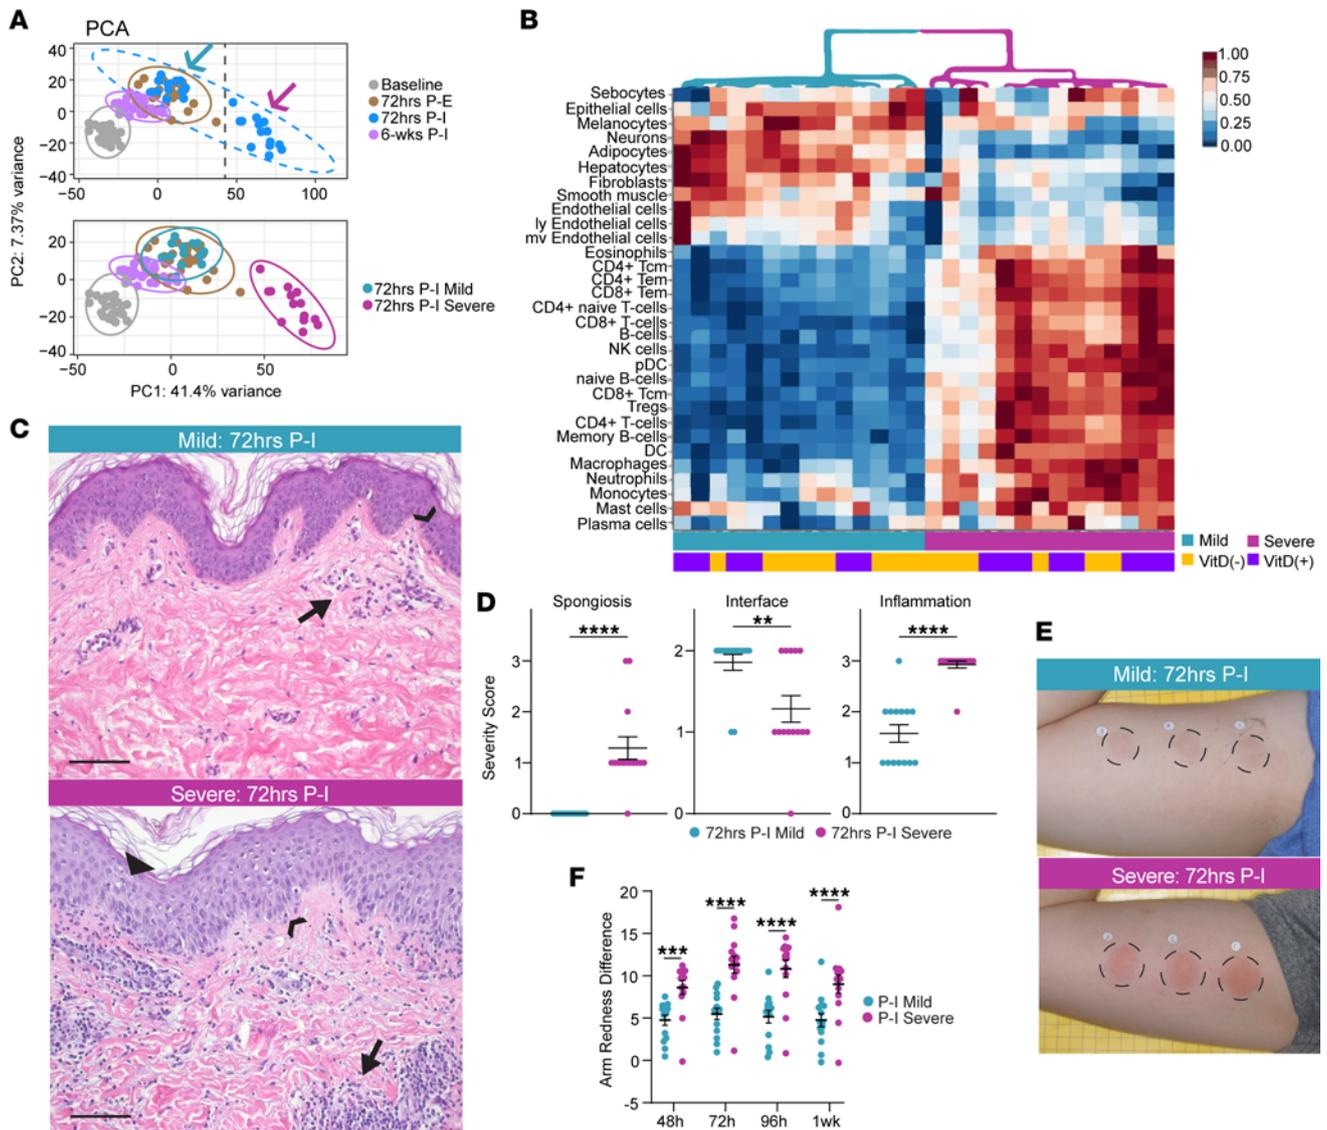 A
PCA
PC2: 7.37% variance
40
20
0
−20
−40
−50
0
50
100
Baseline
72hrs P-E
72hrs P-I
6-wks P-I
20
0
−20
−40
−50
0
50
PC1: 41.4% variance
72hrs P-I Mild
72hrs P-I Severe
B
Sebocytes
Epithelial cells
Melanocytes
Neurons
Adipocytes
Hepatocytes
Fibroblasts
Smooth muscle
Endothelial cells
ly Endothelial cells
mv Endothelial cells
Eosinophils
CD4+ Tcm
CD4+ Tem
CD8+ Tem
CD4+ naive T-cells
CD8+ T-cells
B-cells
NK cells
pDC
naive B-cells
CD8+ Tcm
Tregs
CD4+ T-cells
Memory B-cells
DC
Macrophages
Neutrophils
Monocytes
Mast cells
Plasma cells
1.00
0.75
0.50
0.25
0.00
Mild Severe
VitD(-) VitD(+)
C
Mild: 72hrs P-I
Severe: 72hrs P-I
D
Spongiosis
Interface
Inflammation
Severity Score
****
**
****
3
2
1
0
2
1
0
3
2
1
0
72hrs P-I Mild 72hrs P-I Severe
E
Mild: 72hrs P-I
Severe: 72hrs P-I
F
Arm Redness Difference
20
15
10
5
0
-5
***
****
****
****
48h 72h 96h 1wk
P-I Mild
P-I Severe